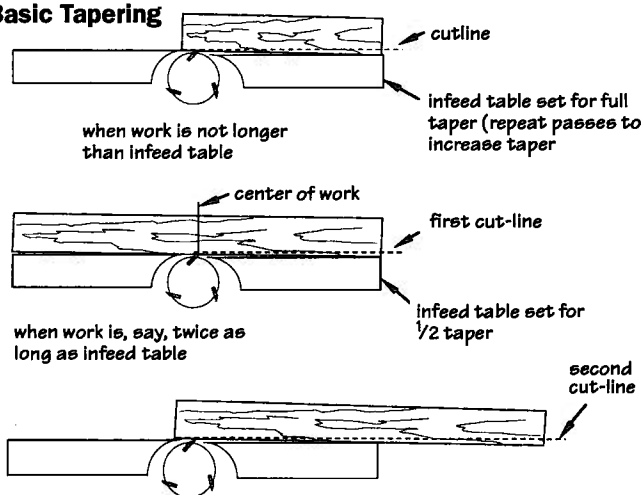 Basic Tapering
cutline
infeed table set for full
taper (repeat passes to
increase taper
when work is not longer
than infeed table
center of work
first cut-line
infeed table set for
1/2 taper
when work is, say, twice as
long as infeed table
second
cut-line